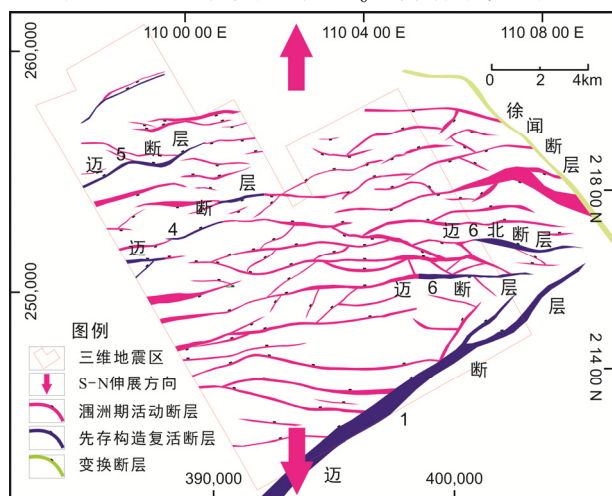 110 00 00 E
110 04 00 E
110 08 00 E
260,000
250,000
0 2 4km
徐闻断层
2 18 00 N
2 14 00 N
迈5断层
迈4断层
迈6北断层
迈6断层
迈1断层
图例
三维地震区
S-N伸展方向
涠洲期活动断层
先存构造复活断层
变换断层
390,000
400,000